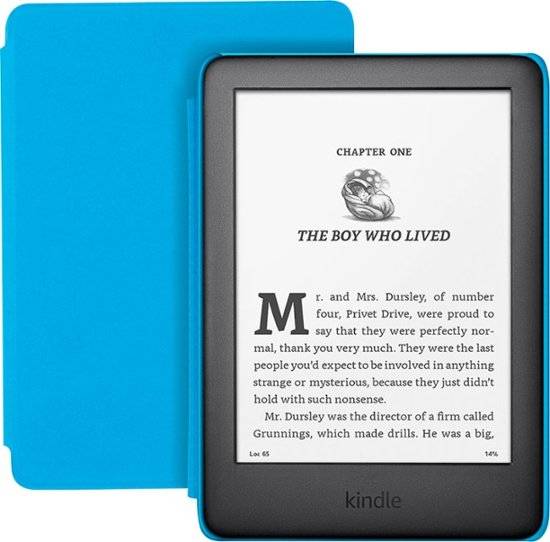 CHAPTER ONE
THE BOY WHO LIVED
Mr. and Mrs. Dursley, of number
four, Privet Drive, were proud to
say that they were perfectly nor-
mal, thank you very much. They were the last
people you'd expect to be involved in anything
strange or mysterious, because they just didn't
hold with such nonsense.
Mr. Dursley was the director of a firm called
Grunnings, which made drills. He was a big,
Loc 65 14%
kindle